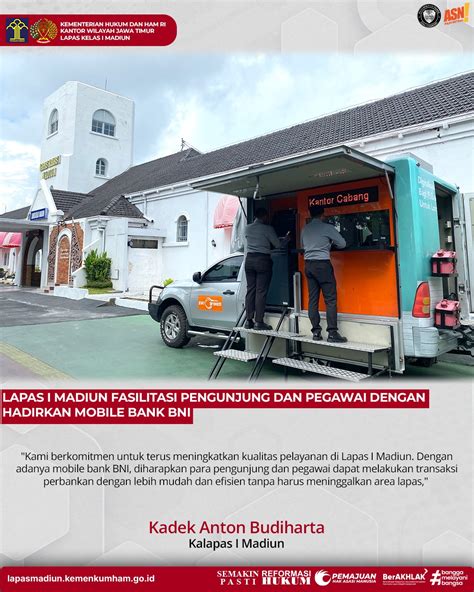 KEMENTERIAN HUKUM DAN HAM RI
KANTOR WILAYAH JAWA TIMUR
LAPAS KELAS I MADIUN
ASN
Kantor Cabang
LAPAS I MADIUN FASILITASI PENGUNJUNG DAN PEGAWAI DENGAN
HADIRKAN MOBILE BANK BNI
"Kami berkomitmen untuk terus meningkatkan kualitas pelayanan di Lapas I Madiun. Dengan
adanya mobile bank BNI, diharapkan para pengunjung dan pegawai dapat melakukan transaksi
perbankan dengan lebih mudah dan efisien tanpa harus meninggalkan area lapas,"
Kadek Anton Budiharta
Kalapas I Madiun
lapasmadiun.kemenkumham.go.id
SEMAKIN PASTI
REFORMASI HUKUM
PEMAJUAN
HAK ASASI MANUSIA
BerAKHLAK
#bangga
melayani
bangsa